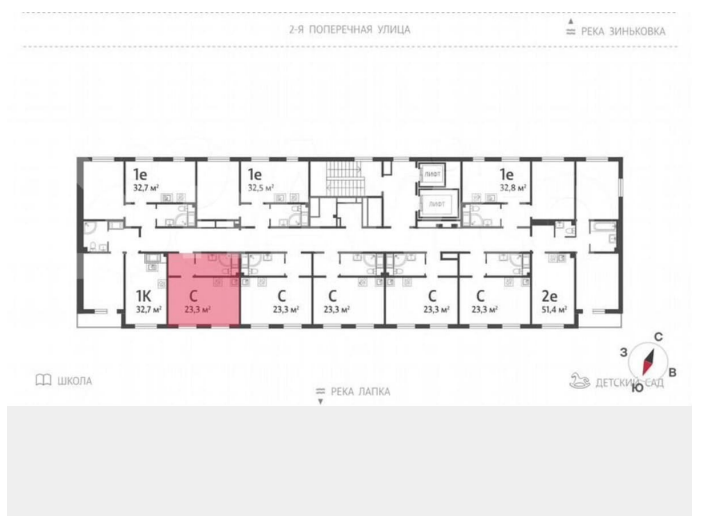 2-Я ПОПЕРЕЧНАЯ УЛИЦА
РЕКА ЗИНЬКОВКА
1е
32,7 м²
1е
32,5 м²
ЛИФТ
ЛИФТ
1е
32,8 м²
1К
32,7 м²
С
23,3 м²
С
23,3 м²
С
23,3 м²
С
23,3 м²
С
23,3 м²
2е
51,4 м²
С
З
В
Ю
ШКОЛА
РЕКА ЛАПКА
ДЕТСКИЙ САД